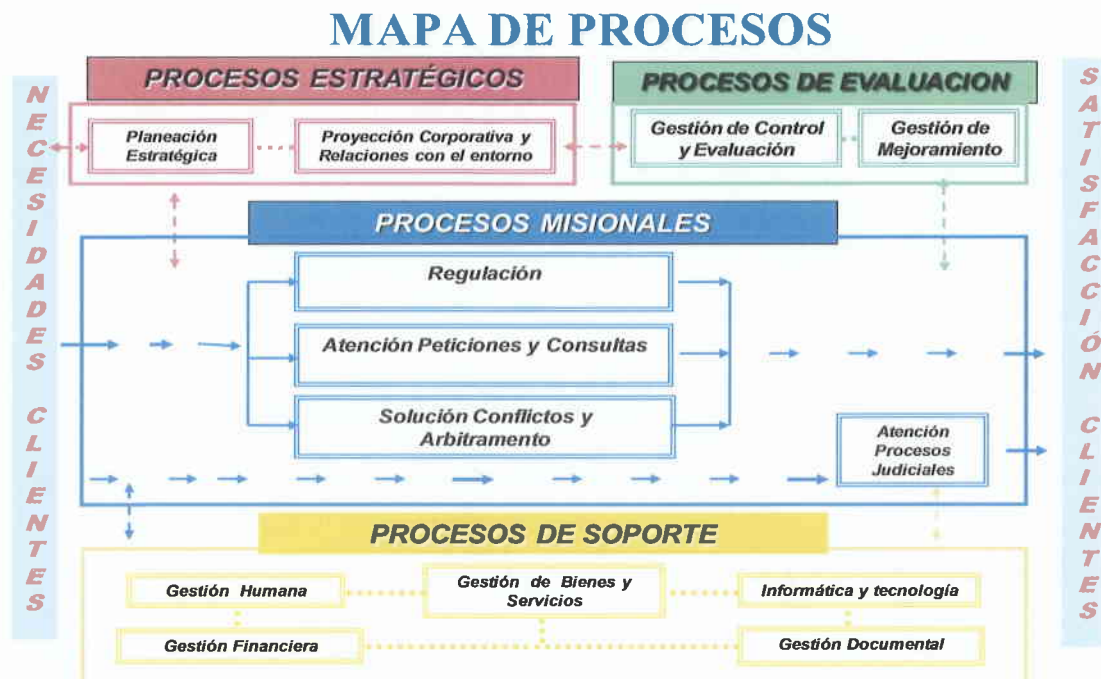 MAPA DE PROCESOS
NECESIDADES CLIENTES
PROCESOS ESTRATÉGICOS
Planeación
Estratégica
Proyección Corporativa y
Relaciones con el entorno
PROCESOS DE EVALUACION
Gestión de Control
y Evaluación
Gestión de
Mejoramiento
PROCESOS MISIONALES
Regulación
Atención Peticiones y Consultas
Solución Conflictos y
Arbitramento
Atención
Procesos
Judiciales
PROCESOS DE SOPORTE
Gestión Humana
Gestión de Bienes y
Servicios
Informática y tecnología
Gestión Financiera
Gestión Documental
SATISFACCIÓN CLIENTES